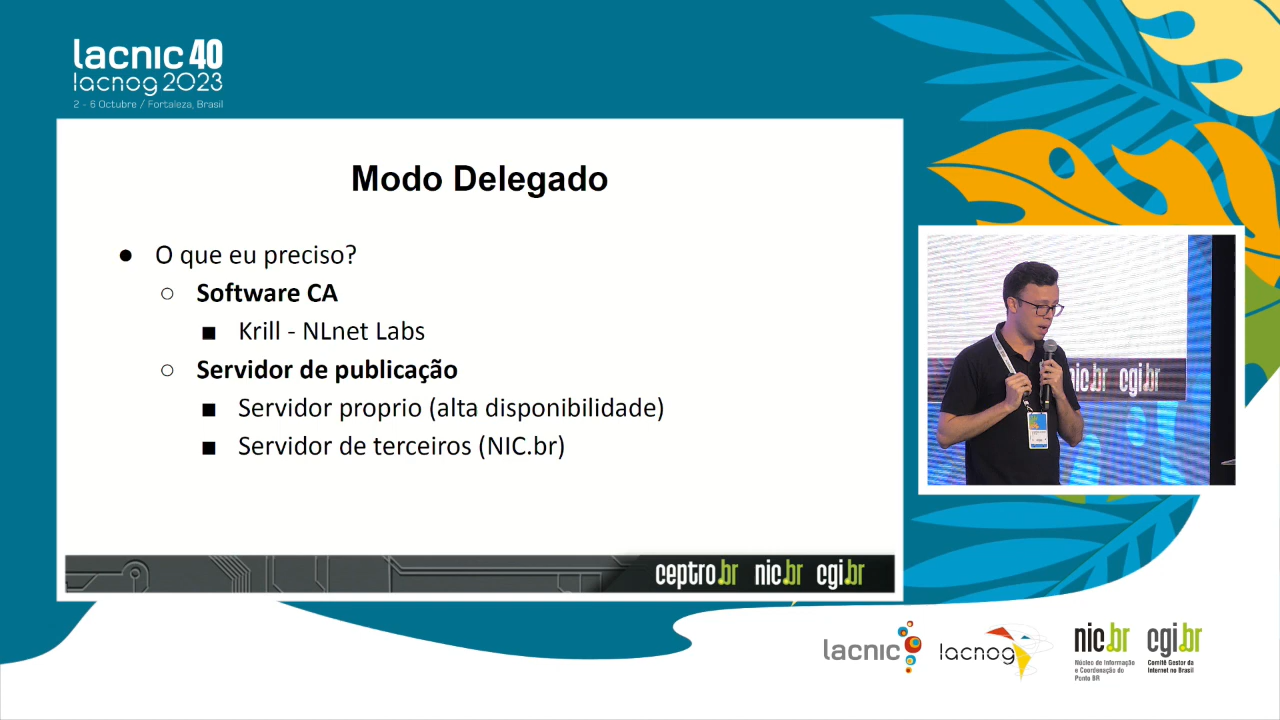 lacnic 40
lacnog 2023
2 - 6 Octubre / Fortaleza, Brasil
Modo Delegado
● O que eu preciso?
○ Software CA
■ Krill - NLnet Labs
○ Servidor de publicação
■ Servidor proprio (alta disponibilidade)
■ Servidor de terceiros (NIC.br)
nic.br cgi.br
ceptro.br nic.br cgi.br
lacnic
lacnog
nic.br
Núcleo de Informação
e Coordenação do
Ponto BR
cgi.br
Comitê Gestor da
Internet no Brasil